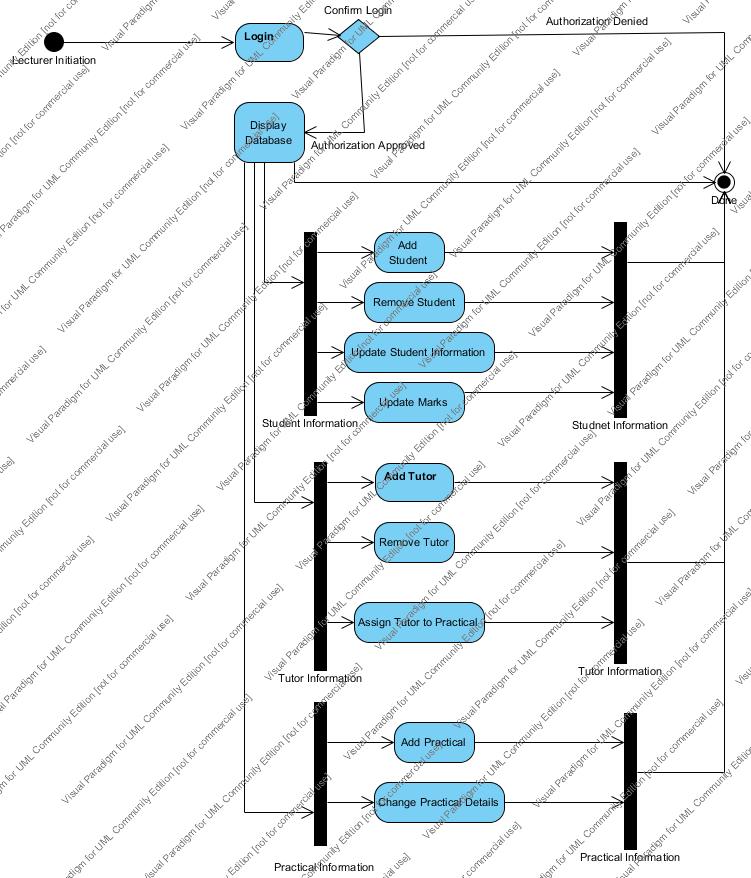 Confirm Login
Authorization Denied
Login
Lecturer Initiation
Display
Database
Authorization Approved
Done
Add
Student
Remove Student
Update Student Information
Update Marks
Student Information
Studnet Information
Add Tutor
Remove Tutor
Assign Tutor to Practical
Tutor Information
Tutor Information
Add Practical
Change Practical Details
Practical Information
Practical Information
Visual Paradigm for UML Community Edition [not for commercial use]